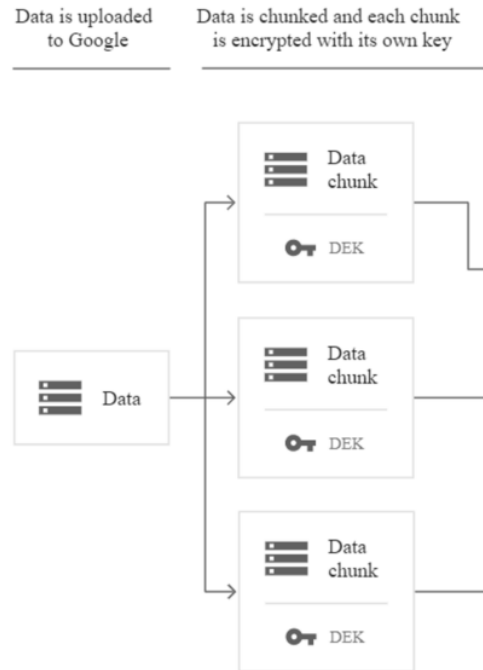 Data is uploaded
to Google
Data is chunked and each chunk
is encrypted with its own key
Data
chunk
DEK
Data
Data
chunk
DEK
Data
chunk
DEK